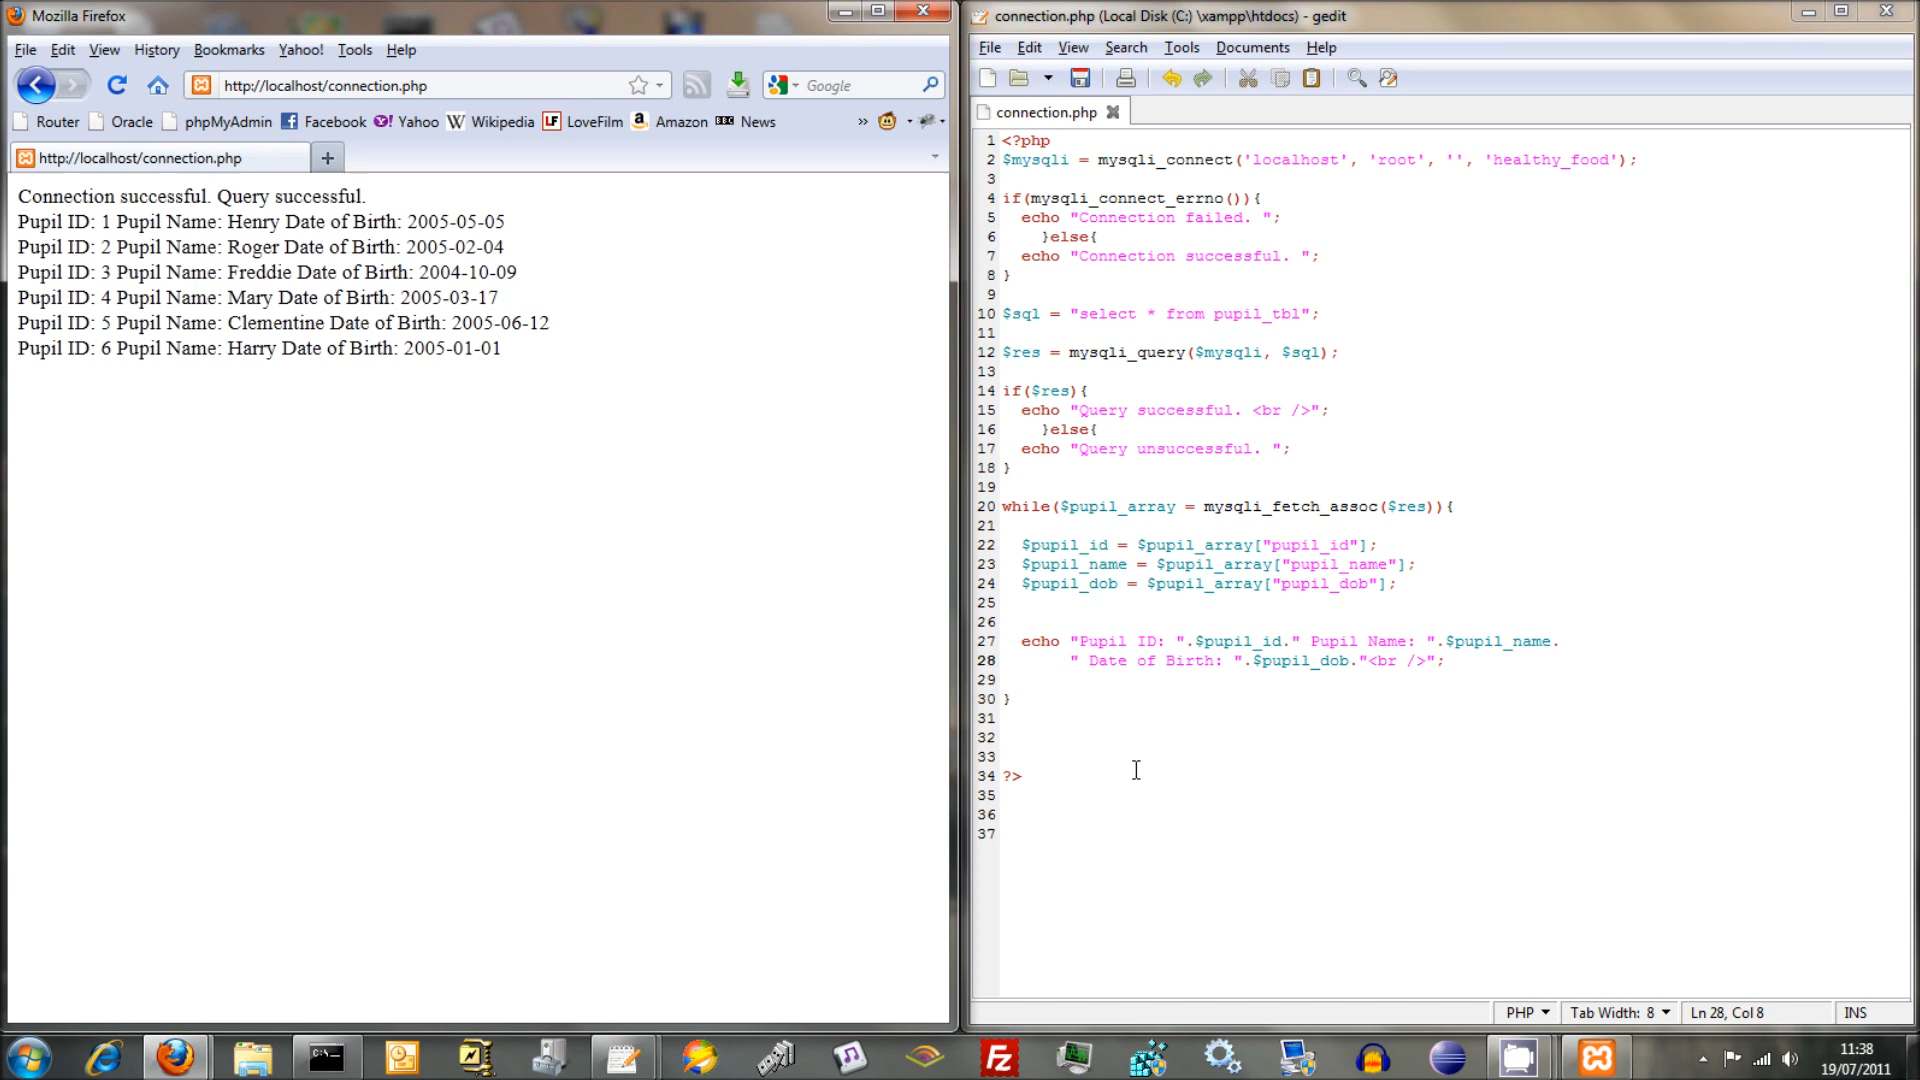 Mozilla Firefox
File Edit View History Bookmarks Yahoo! Tools Help
http://localhost/connection.php
Google
Router Oracle phpMyAdmin Facebook Yahoo Wikipedia LoveFilm Amazon News »
http://localhost/connection.php
Connection successful. Query successful.
Pupil ID: 1 Pupil Name: Henry Date of Birth: 2005-05-05
Pupil ID: 2 Pupil Name: Roger Date of Birth: 2005-02-04
Pupil ID: 3 Pupil Name: Freddie Date of Birth: 2004-10-09
Pupil ID: 4 Pupil Name: Mary Date of Birth: 2005-03-17
Pupil ID: 5 Pupil Name: Clementine Date of Birth: 2005-06-12
Pupil ID: 6 Pupil Name: Harry Date of Birth: 2005-01-01
connection.php (Local Disk (C:) \xampp\htdocs) - gedit
File Edit View Search Tools Documents Help
connection.php
1 <?php
2 $mysqli = mysqli_connect('localhost', 'root', '', 'healthy_food');
3
4 if(mysqli_connect_errno()){
5 echo "Connection failed. ";
6 }else{
7 echo "Connection successful. ";
8 }
9
10 $sql = "select * from pupil_tbl";
11
12 $res = mysqli_query($mysqli, $sql);
13
14 if($res){
15 echo "Query successful. <br />";
16 }else{
17 echo "Query unsuccessful. ";
18 }
19
20 while($pupil_array = mysqli_fetch_assoc($res)){
21
22 $pupil_id = $pupil_array["pupil_id"];
23 $pupil_name = $pupil_array["pupil_name"];
24 $pupil_dob = $pupil_array["pupil_dob"];
25
26
27 echo "Pupil ID: ".$pupil_id." Pupil Name: ".$pupil_name.
28 " Date of Birth: ".$pupil_dob."<br />";
29
30 }
31
32
33
34 ?>
35
36
37
PHP Tab Width: 8 Ln 28, Col 8 INS
11:38
19/07/2011